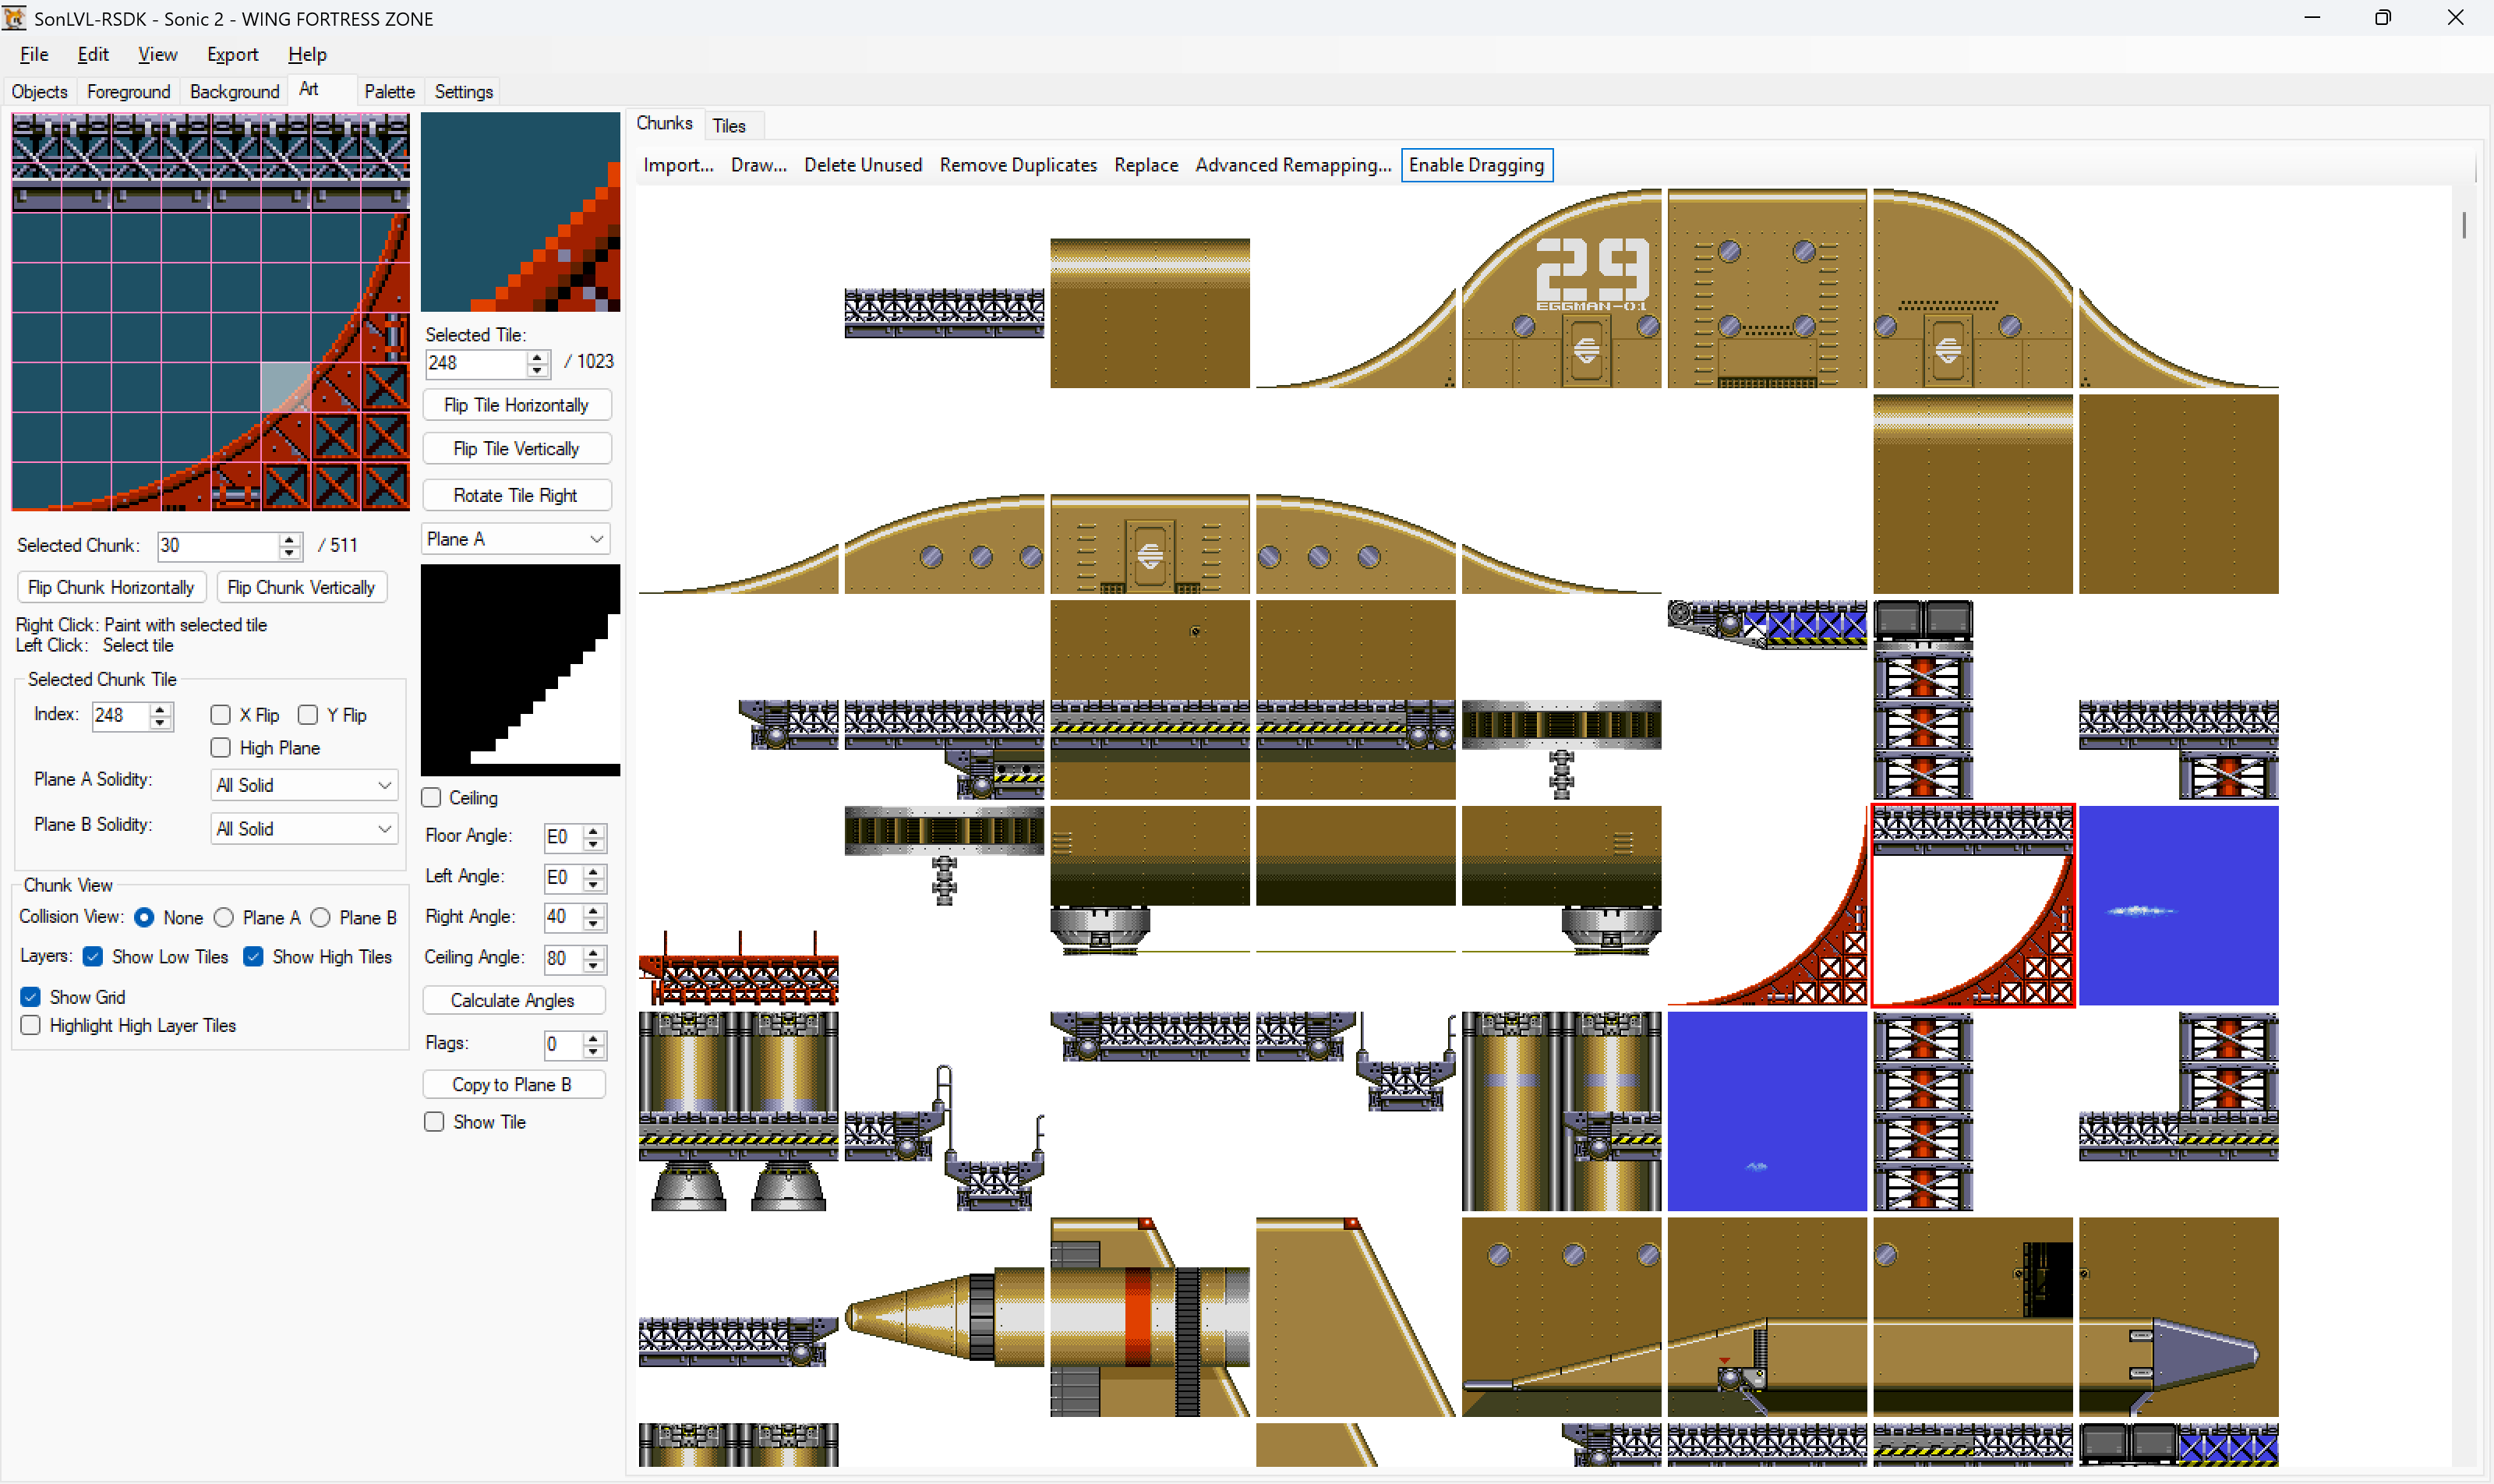 SonLVL-RSDK - Sonic 2 - WING FORTRESS ZONE
File Edit View Export Help
Objects Foreground Background Art Palette Settings
Chunks Tiles
Import... Draw... Delete Unused Remove Duplicates Replace Advanced Remapping... Enable Dragging
29
EGGMAN-01
Selected Tile:
248 / 1023
Flip Tile Horizontally
Flip Tile Vertically
Rotate Tile Right
Plane A
Selected Chunk: 30 / 511
Flip Chunk Horizontally Flip Chunk Vertically
Right Click: Paint with selected tile
Left Click: Select tile
Selected Chunk Tile
Index: 248 X Flip Y Flip
High Plane
Plane A Solidity: All Solid
Plane B Solidity: All Solid
Chunk View
Collision View: None Plane A Plane B
Layers: Show Low Tiles Show High Tiles
Show Grid
Highlight High Layer Tiles
Ceiling
Floor Angle: E0
Left Angle: E0
Right Angle: 40
Ceiling Angle: 80
Calculate Angles
Flags: 0
Copy to Plane B
Show Tile